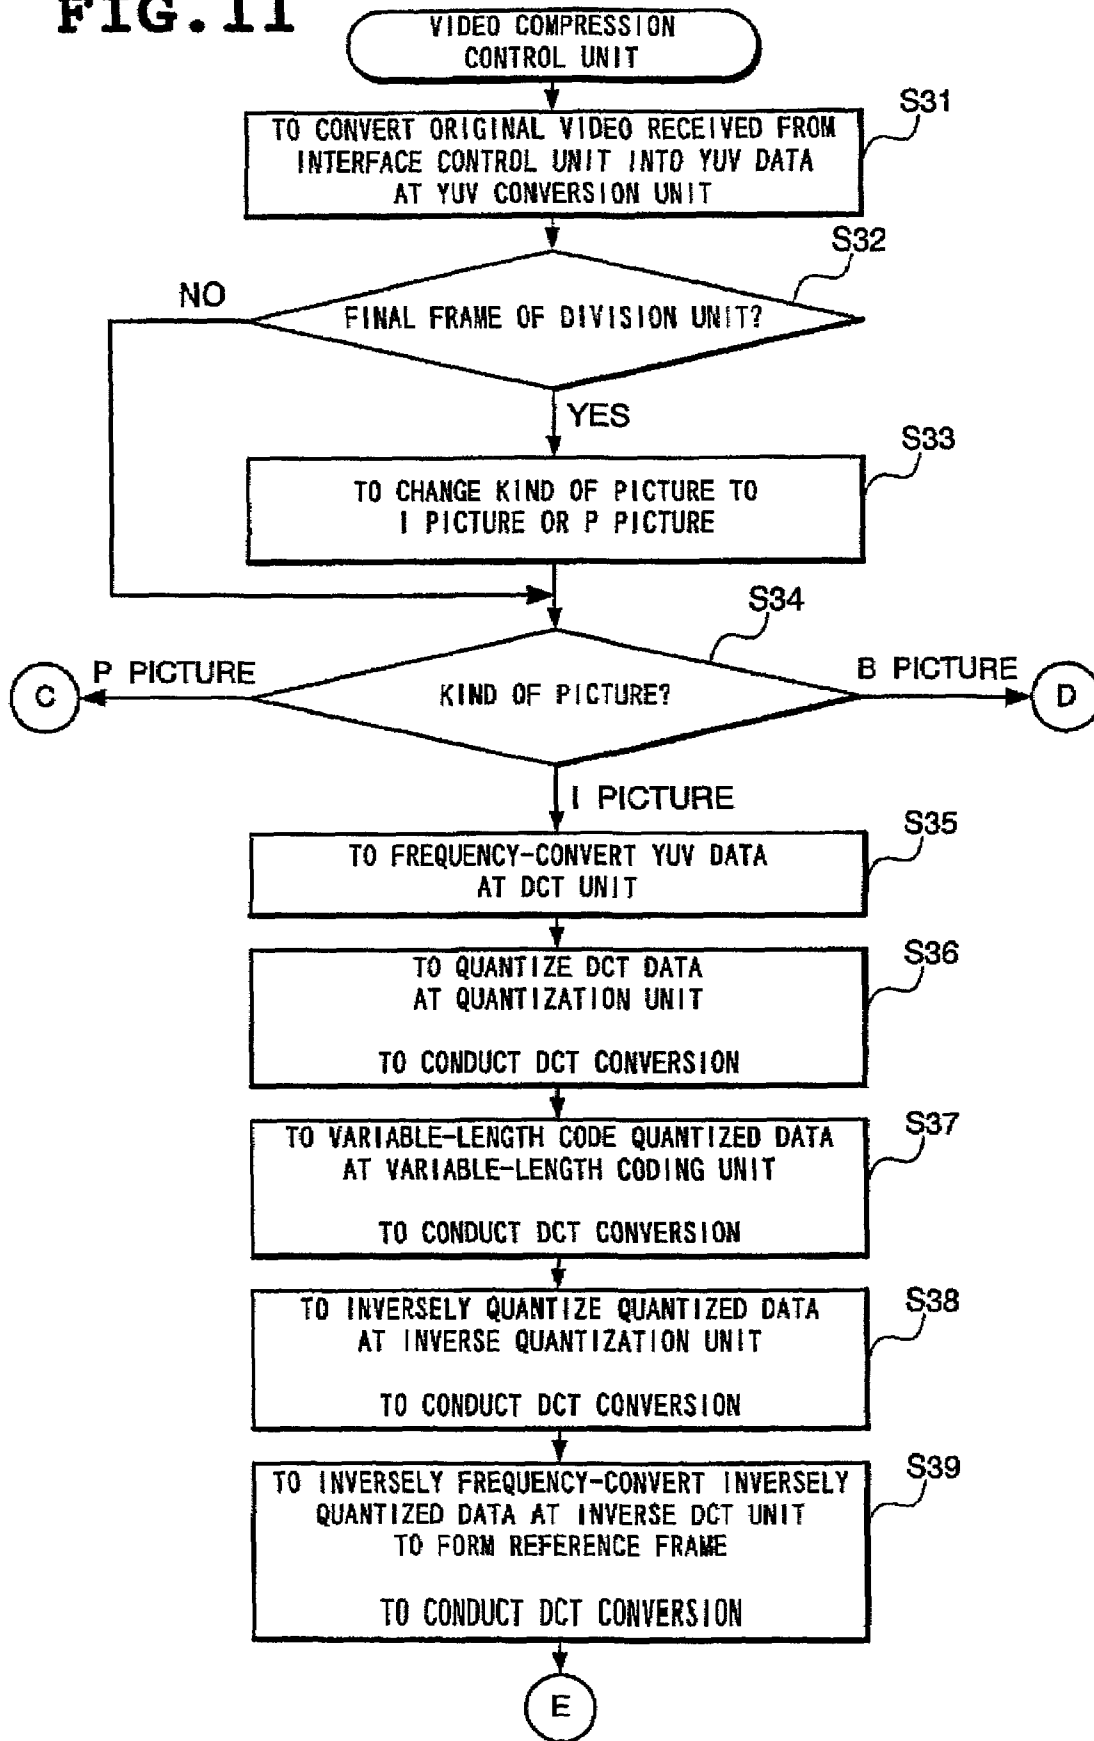 FIG.11
VIDEO COMPRESSION
CONTROL UNIT
S31
TO CONVERT ORIGINAL VIDEO RECEIVED FROM
INTERFACE CONTROL UNIT INTO YUV DATA
AT YUV CONVERSION UNIT
S32
NO
FINAL FRAME OF DIVISION UNIT?
YES
S33
TO CHANGE KIND OF PICTURE TO
I PICTURE OR P PICTURE
S34
C
P PICTURE
KIND OF PICTURE?
B PICTURE
D
I PICTURE
S35
TO FREQUENCY-CONVERT YUV DATA
AT DCT UNIT
S36
TO QUANTIZE DCT DATA
AT QUANTIZATION UNIT
TO CONDUCT DCT CONVERSION
S37
TO VARIABLE-LENGTH CODE QUANTIZED DATA
AT VARIABLE-LENGTH CODING UNIT
TO CONDUCT DCT CONVERSION
S38
TO INVERSELY QUANTIZE QUANTIZED DATA
AT INVERSE QUANTIZATION UNIT
TO CONDUCT DCT CONVERSION
S39
TO INVERSELY FREQUENCY-CONVERT INVERSELY
QUANTIZED DATA AT INVERSE DCT UNIT
TO FORM REFERENCE FRAME
TO CONDUCT DCT CONVERSION
E